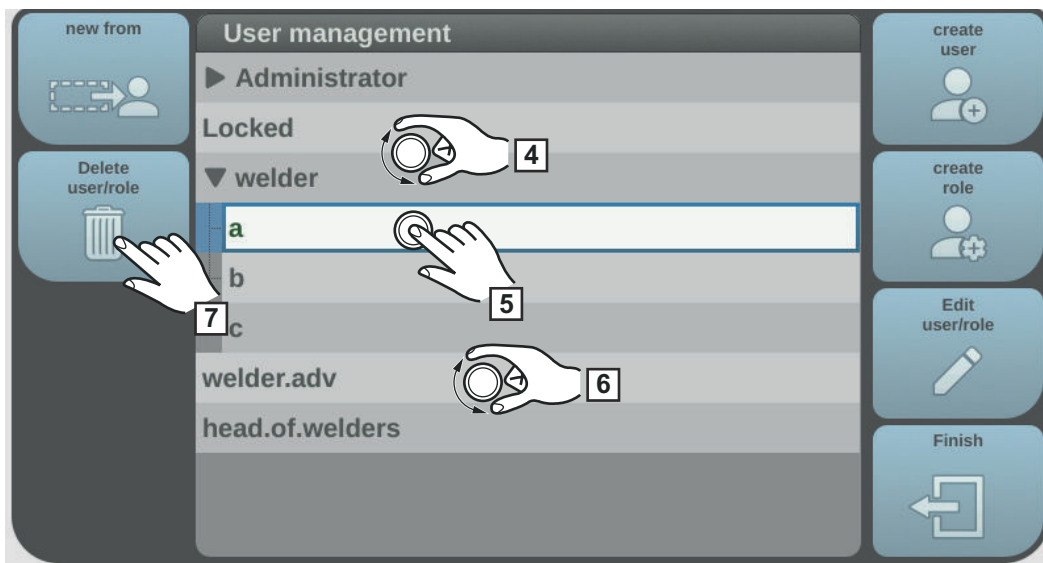 new from
Delete
user/role
User management
▶ Administrator
Locked
▼ welder
a
b
c
welder.adv
head.of.welders
create
user
create
role
Edit
user/role
Finish
4
5
6
7